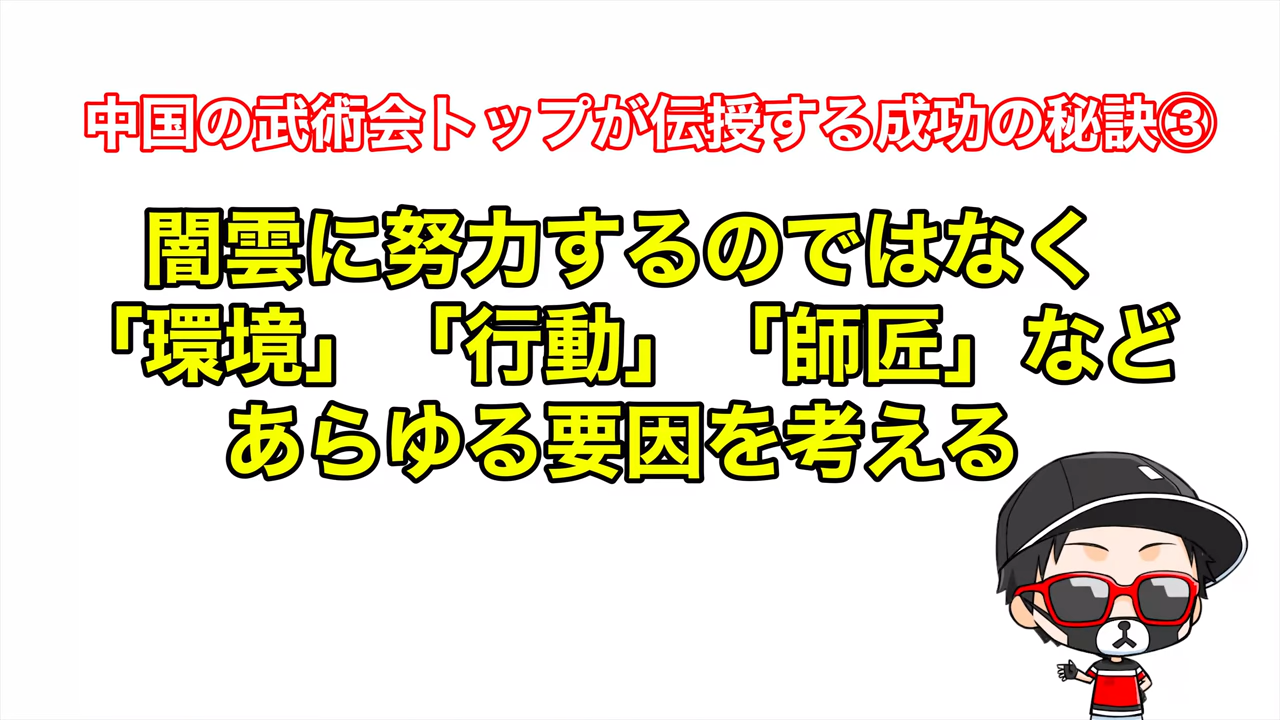 中国の武術会トップが伝授する成功の秘訣③
闇雲に努力するのではなく
「環境」「行動」「師匠」など
あらゆる要因を考える